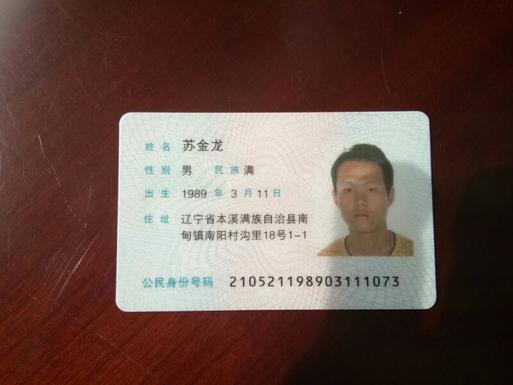 姓名 苏金龙
性别 男 民族 满
出生 1989 年 3 月 11 日
住址 辽宁省本溪满族自治县南
甸镇南阳村沟里18号1-1
公民身份号码 210521198903111073